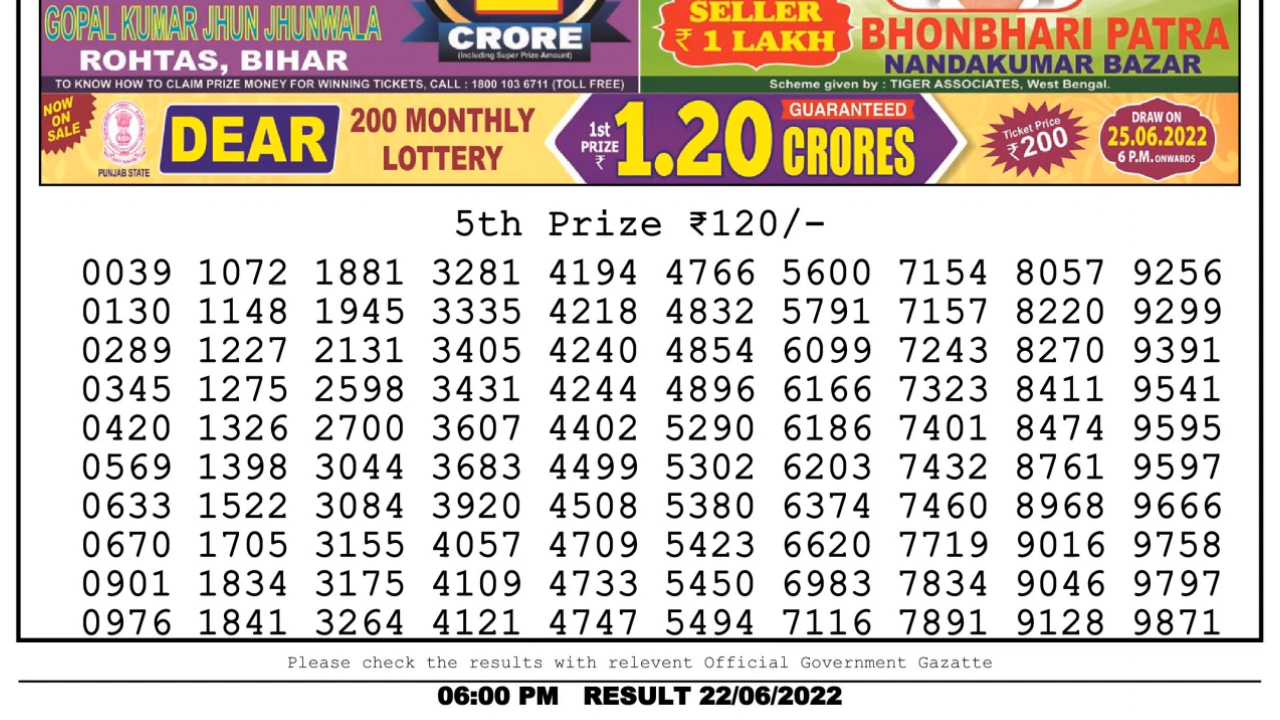 GOPAL KUMAR JHUN JHUNWALA
ROHTAS, BIHAR
CRORE
(Including Super Prize Amount)
TO KNOW HOW TO CLAIM PRIZE MONEY FOR WINNING TICKETS, CALL : 1800 103 6711 (TOLL FREE)
SELLER
₹ 1 LAKH
BHONBHARI PATRA
NANDAKUMAR BAZAR
Scheme given by : TIGER ASSOCIATES, West Bengal.
NOW
ON
SALE
PUNJAB STATE
DEAR
200 MONTHLY
LOTTERY
1st
PRIZE
₹
1.20
GUARANTEED
CRORES
Ticket Price
₹200
DRAW ON
25.06.2022
6 P.M. ONWARDS
5th Prize ₹120/-
0039 1072 1881 3281 4194 4766 5600 7154 8057 9256
0130 1148 1945 3335 4218 4832 5791 7157 8220 9299
0289 1227 2131 3405 4240 4854 6099 7243 8270 9391
0345 1275 2598 3431 4244 4896 6166 7323 8411 9541
0420 1326 2700 3607 4402 5290 6186 7401 8474 9595
0569 1398 3044 3683 4499 5302 6203 7432 8761 9597
0633 1522 3084 3920 4508 5380 6374 7460 8968 9666
0670 1705 3155 4057 4709 5423 6620 7719 9016 9758
0901 1834 3175 4109 4733 5450 6983 7834 9046 9797
0976 1841 3264 4121 4747 5494 7116 7891 9128 9871
Please check the results with relevent Official Government Gazatte
06:00 PM RESULT 22/06/2022